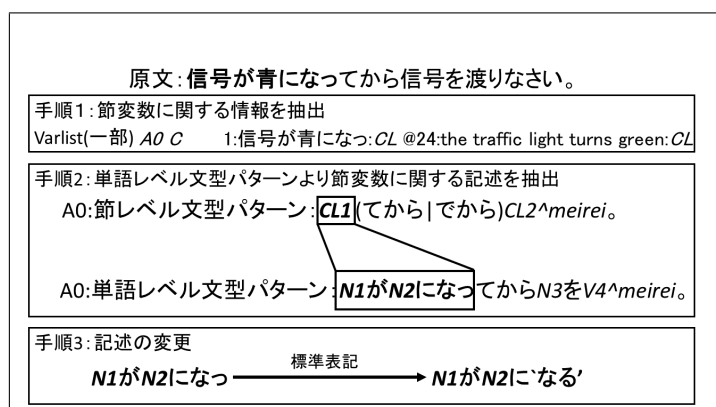 原文:信号が青になってから信号を渡りなさい。
手順1:節変数に関する情報を抽出
Varlist(一部) A0 C 1:信号が青になっ:CL @24:the traffic light turns green:CL
手順2:単語レベル文型パターンより節変数に関する記述を抽出
A0:節レベル文型パターン:CL1(てから|でから)CL2^meirei。
A0:単語レベル文型パターン:N1がN2になってからN3をV4^meirei。
手順3:記述の変更
標準表記
N1がN2になっ N1がN2に`なる’